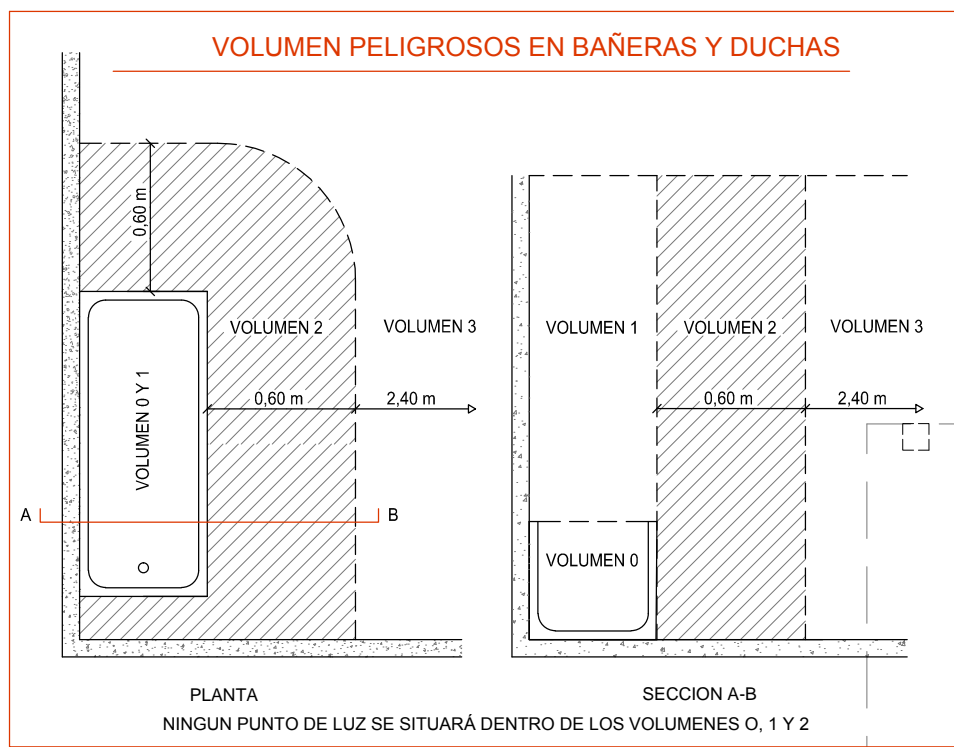 VOLUMEN PELIGROSOS EN BAÑERAS Y DUCHAS
0,60 m
VOLUMEN 2
VOLUMEN 3
VOLUMEN 0 Y 1
0,60 m
2,40 m
A
B
PLANTA
VOLUMEN 1
VOLUMEN 2
VOLUMEN 3
0,60 m
2,40 m
VOLUMEN 0
SECCION A-B
NINGUN PUNTO DE LUZ SE SITUARÁ DENTRO DE LOS VOLUMENES O, 1 Y 2